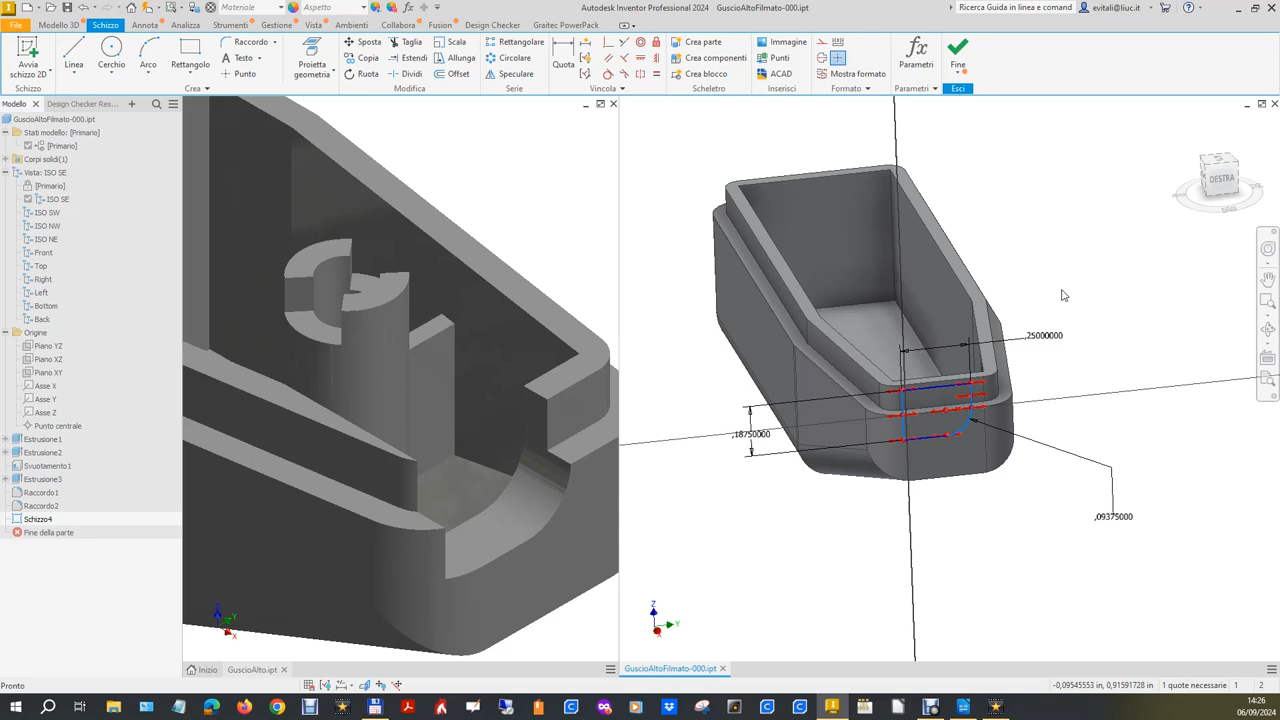 Materiale
Aspetto
Autodesk Inventor Professional 2024   GuscioAltoFilmato-000.ipt
Ricerca Guida in linea e comand
evitali@liuc.it
File Modello 3D Schizzo Annota Analizza Strumenti Gestione Vista Ambienti Collabora Fusion Design Checker Graitec PowerPack
Avvia schizzo 2D
Linea
Cerchio
Arco
Rettangolo
Raccordo
Testo
Punto
Proietta geometria
Sposta
Copia
Ruota
Taglia
Estendi
Dividi
Scala
Allunga
Offset
Rettangolare
Circolare
Speculare
Quota
Crea parte
Crea componenti
Crea blocco
Immagine
Punti
ACAD
Mostra formato
fx
Parametri
Fine
Schizzo Crea Modifica Serie Vincola Scheletro Inserisci Formato Parametri Esci
Modello
Design Checker Res...
GuscioAltoFilmato-000.ipt
Stati modello: [Primario]
[Primario]
Corpi solidi(1)
Vista: ISO SE
[Primario]
ISO SE
ISO SW
ISO NW
ISO NE
Front
Top
Right
Left
Bottom
Back
Origine
Piano YZ
Piano XZ
Piano XY
Asse X
Asse Y
Asse Z
Punto centrale
Estrusione1
Estrusione2
Svuotamento1
Estrusione3
Raccordo1
Raccordo2
Schizzo4
Fine della parte
Z
Y
X
DESTRA
,25000000
,18750000
,09375000
Z
Y
X
Inizio
GuscioAlto.ipt
GuscioAltoFilmato-000.ipt
Pronto
-0,09545553 in, 0,91591728 in
1 quote necessarie
1
2
14:26
06/09/2024